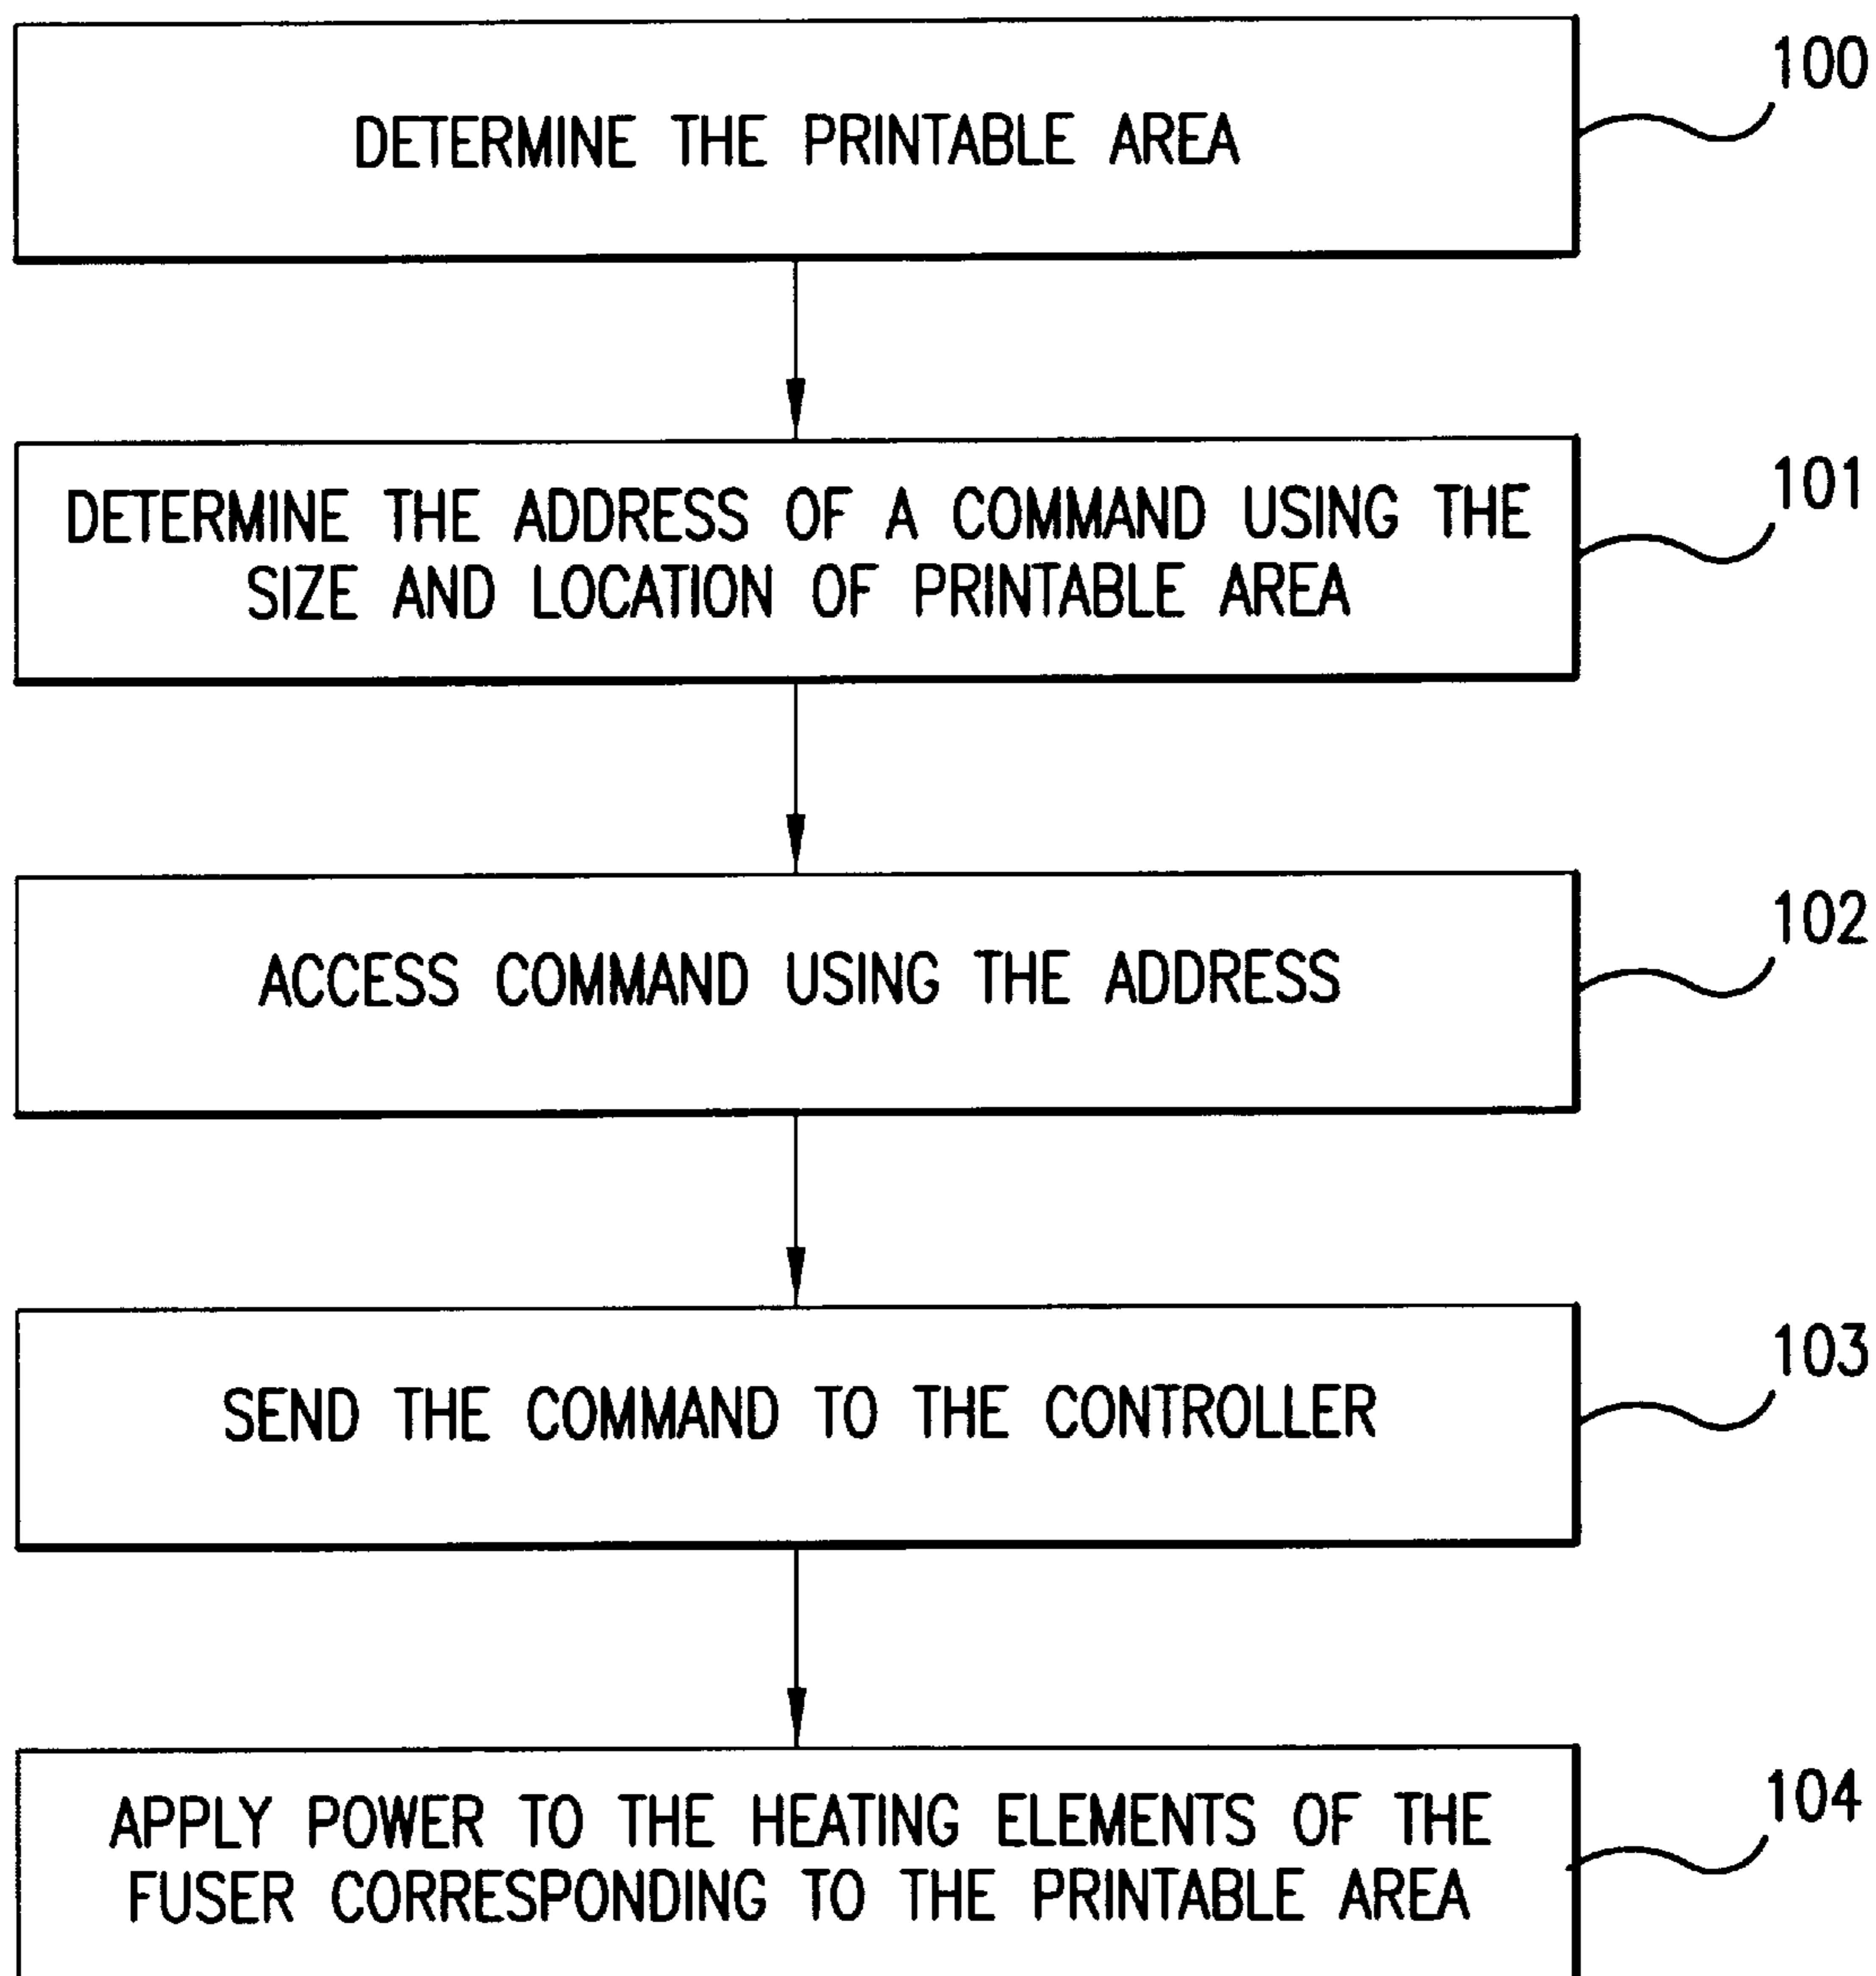 100
DETERMINE THE PRINTABLE AREA
101
DETERMINE THE ADDRESS OF A COMMAND USING THE
SIZE AND LOCATION OF PRINTABLE AREA
102
ACCESS COMMAND USING THE ADDRESS
103
SEND THE COMMAND TO THE CONTROLLER
104
APPLY POWER TO THE HEATING ELEMENTS OF THE
FUSER CORRESPONDING TO THE PRINTABLE AREA